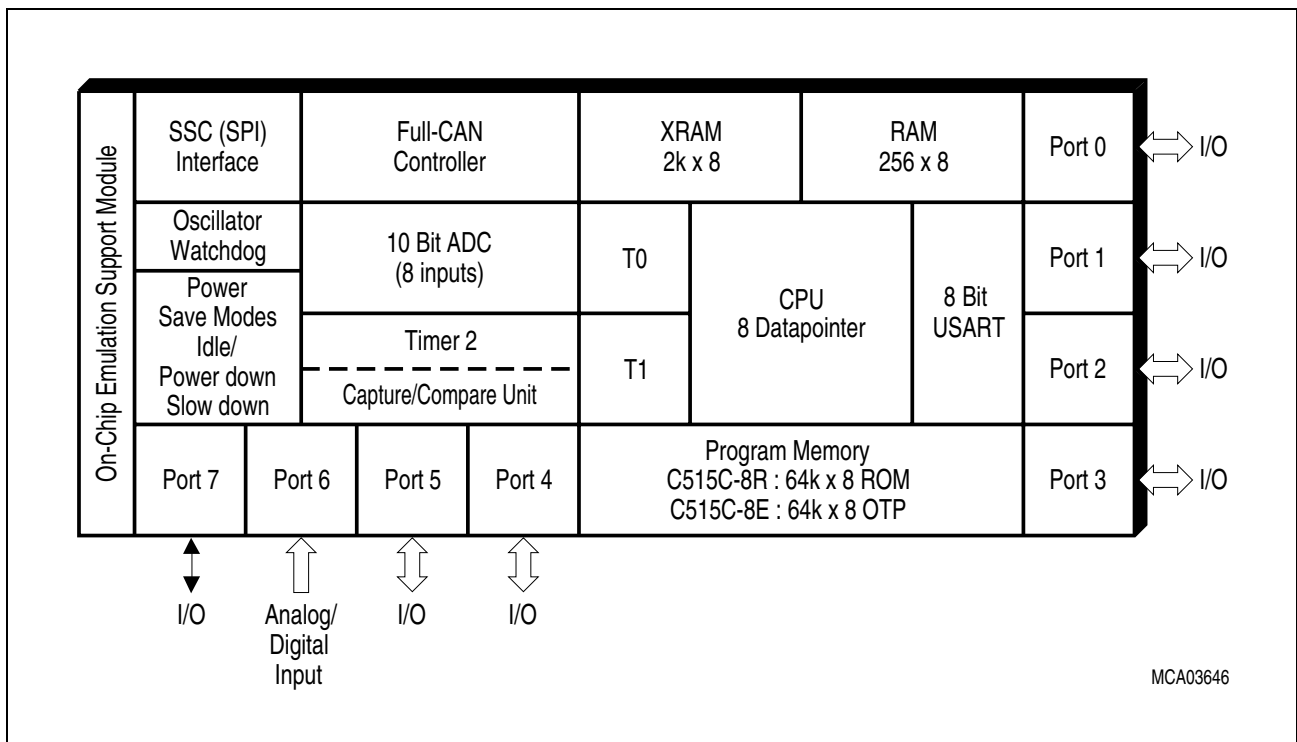 On-Chip Emulation Support Module
SSC (SPI)
Interface
Full-CAN
Controller
XRAM
2k x 8
RAM
256 x 8
Port 0
I/O
Oscillator
Watchdog
10 Bit ADC
(8 inputs)
T0
CPU
8 Datapointer
8 Bit
USART
Port 1
I/O
Power
Save Modes
Idle/
Power down
Slow down
Timer 2
Capture/Compare Unit
T1
Port 2
I/O
Port 7
Port 6
Port 5
Port 4
Program Memory
C515C-8R : 64k x 8 ROM
C515C-8E : 64k x 8 OTP
Port 3
I/O
I/O
Analog/
Digital
Input
I/O
I/O
MCA03646